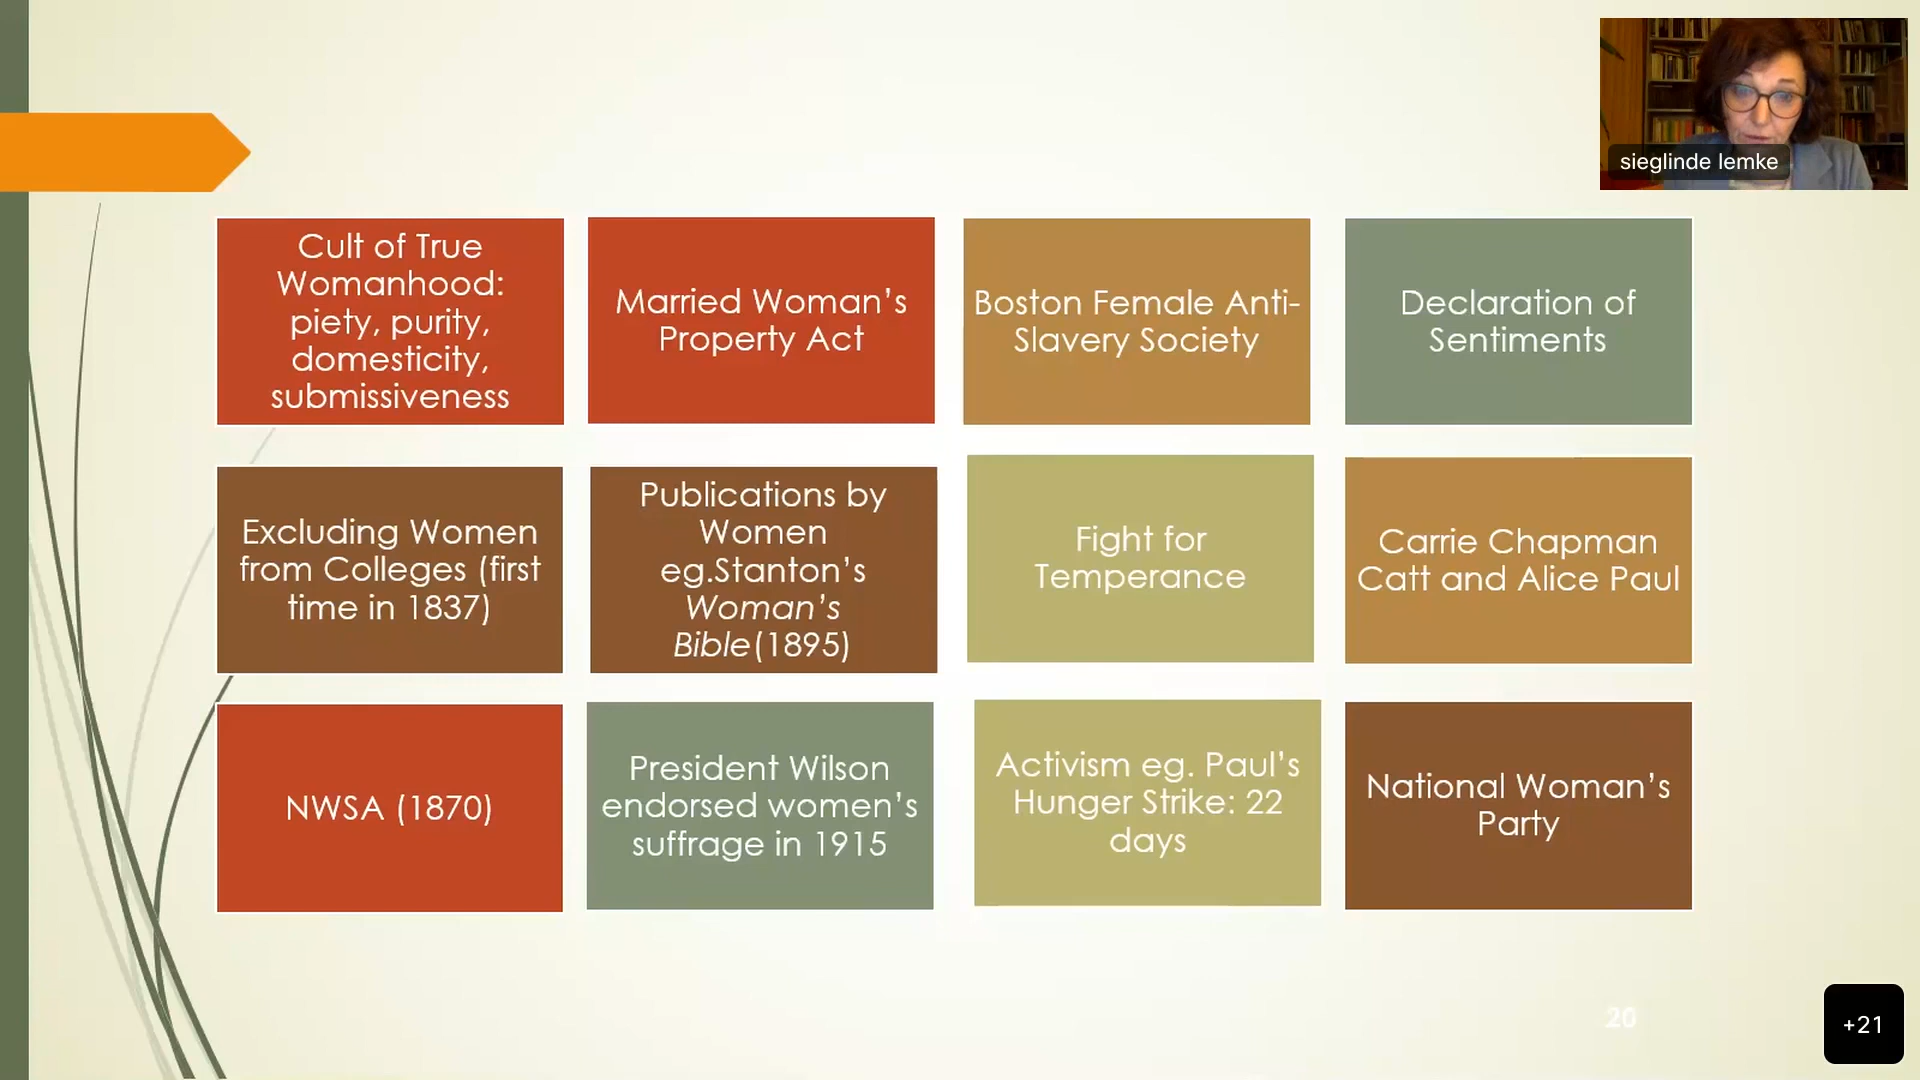 sieglinde lemke
Cult of True
Womanhood:
piety, purity,
domesticity,
submissiveness
Married Woman’s
Property Act
Boston Female Anti-
Slavery Society
Declaration of
Sentiments
Excluding Women
from Colleges (first
time in 1837)
Publications by
Women
eg.Stanton’s
Woman’s
Bible(1895)
Fight for
Temperance
Carrie Chapman
Catt and Alice Paul
NWSA (1870)
President Wilson
endorsed women’s
suffrage in 1915
Activism eg. Paul’s
Hunger Strike: 22
days
National Woman’s
Party
20
+21